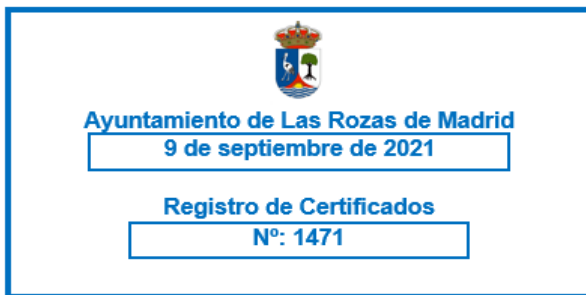 Ayuntamiento de Las Rozas de Madrid
9 de septiembre de 2021
Registro de Certificados
Nº: 1471